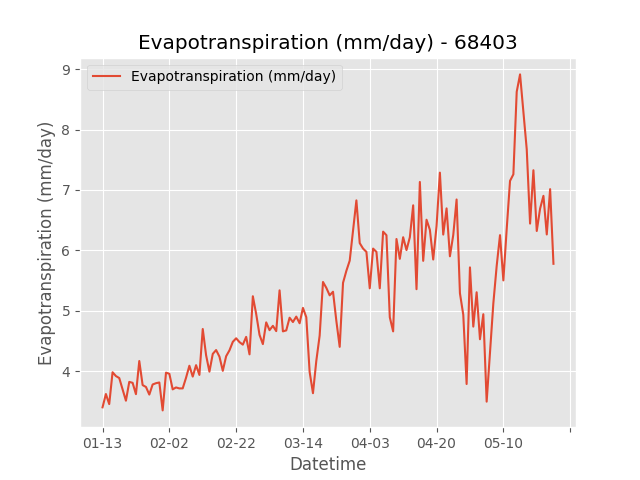 Evapotranspiration (mm/day) - 68403
Evapotranspiration (mm/day)
Evapotranspiration (mm/day)
9
8
7
6
5
4
01-13 02-02 02-22 03-14 04-03 04-20 05-10
Datetime